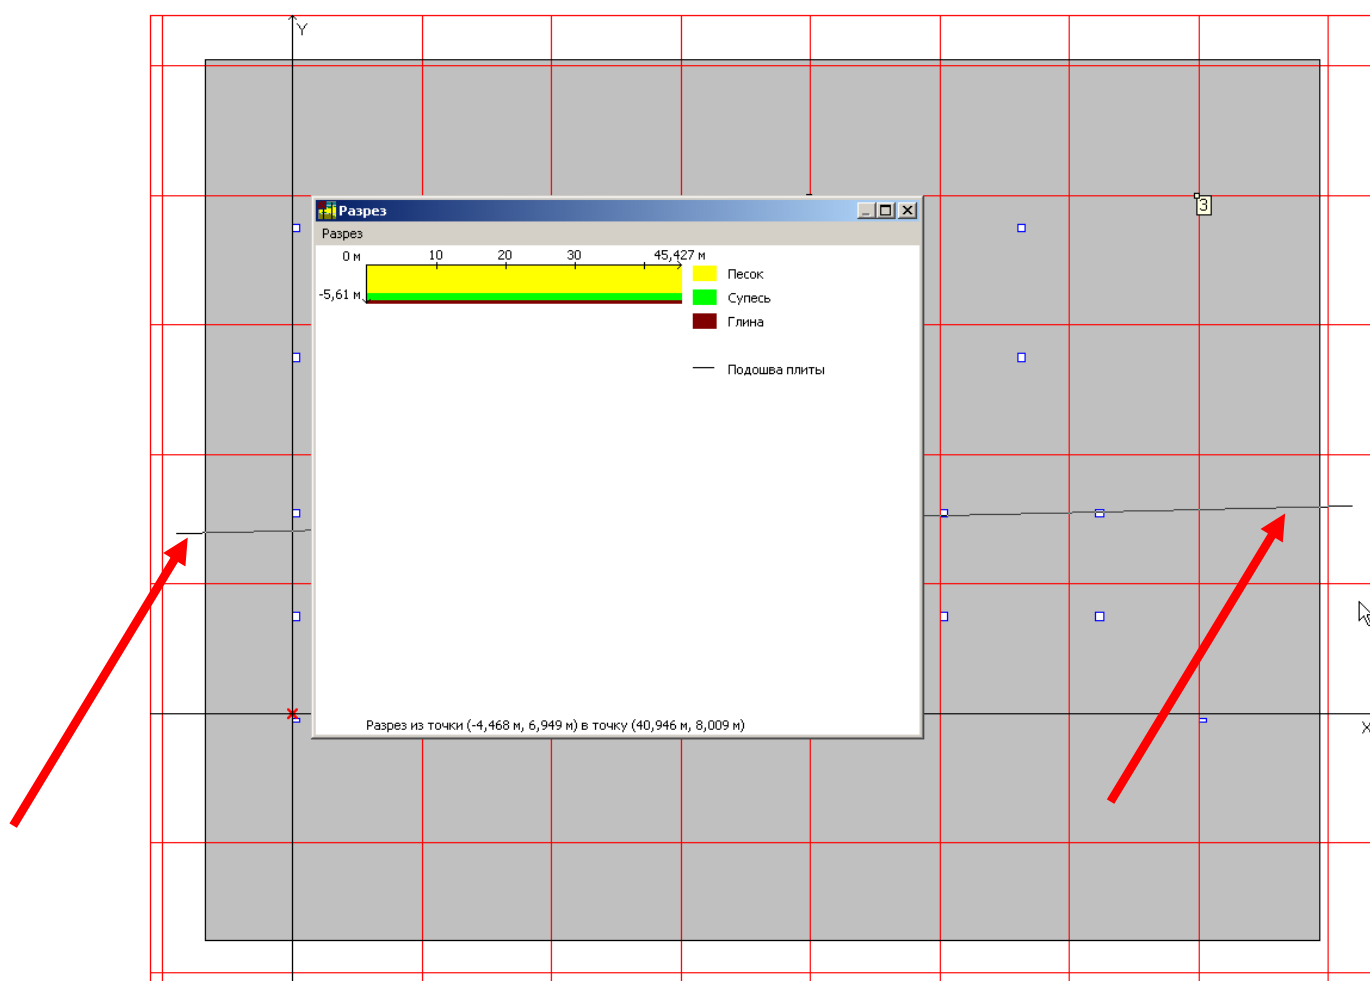 Y
3
Разрез
Разрез
0 м 10 20 30 45,427 м
-5,61 м
Песок
Супесь
Глина
Подошва плиты
Разрез из точки (-4,468 м, 6,949 м) в точку (40,946 м, 8,009 м)
X